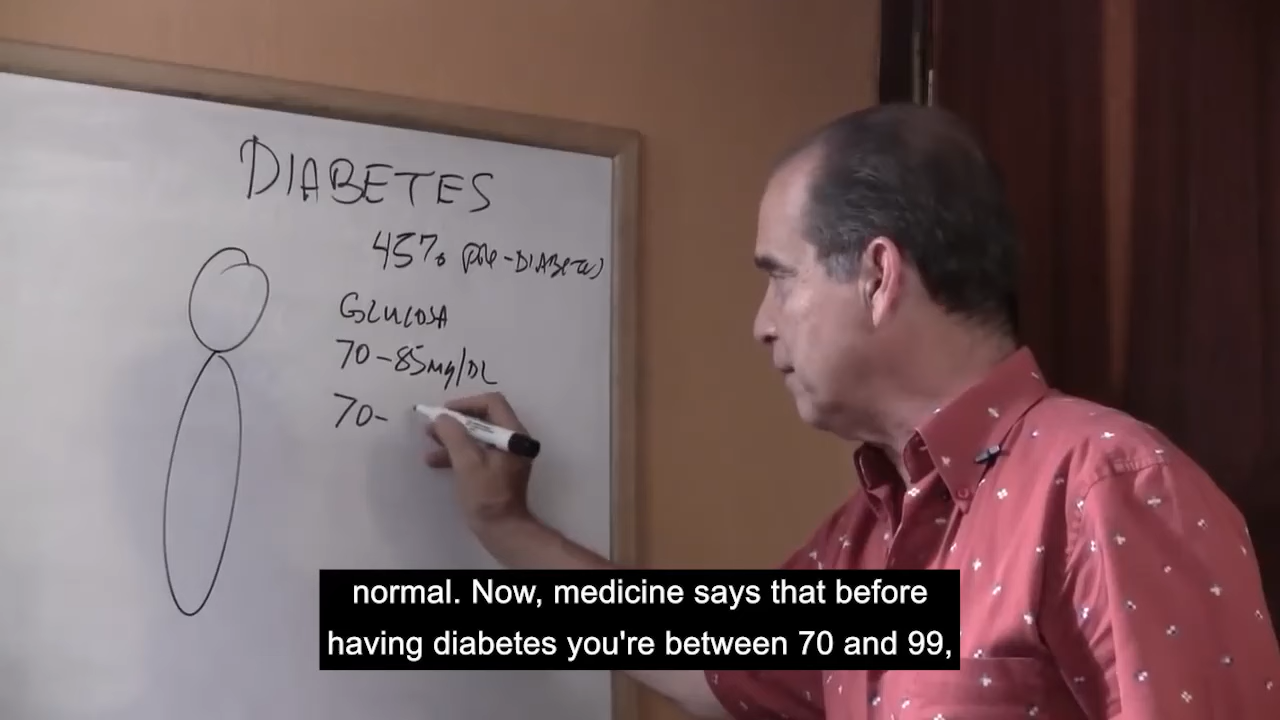 DIABETES
45% pre-DIABETES
GLUCOSA
70-85mg/DL
70-
normal. Now, medicine says that before
having diabetes you're between 70 and 99,